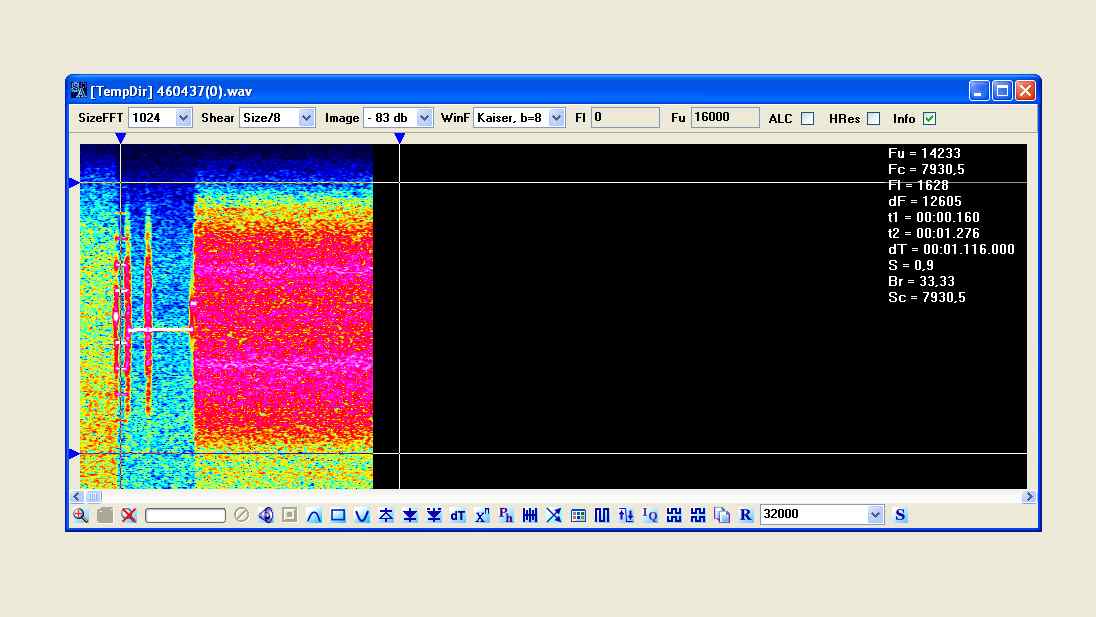 [TempDir] 460437(0).wav
SizeFFT 1024 Shear Size/8 Image - 83 db WinF Kaiser, b=8 Fl 0 Fu 16000 ALC HRes Info
Fu = 14233
Fc = 7930,5
Fl = 1628
dF = 12605
t1 = 00:00.160
t2 = 00:01.276
dT = 00:01.116.000
S = 0,9
Br = 33,33
Sc = 7930,5
dT Xn Ph IQ R 32000 S